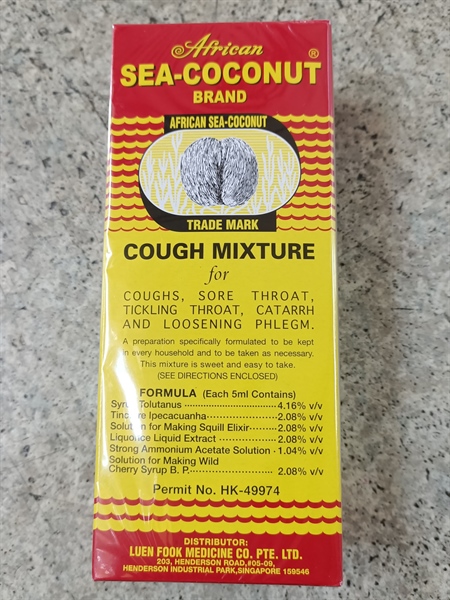 African
SEA-COCONUT ®
BRAND
AFRICAN SEA-COCONUT
TRADE MARK
COUGH MIXTURE
for
COUGHS, SORE THROAT,
TICKLING THROAT, CATARRH
AND LOOSENING PHLEGM.
A preparation specifically formulated to be kept
in every household and to be taken as necessary.
This mixture is sweet and easy to take.
(SEE DIRECTIONS ENCLOSED)
FORMULA (Each 5ml Contains)
Syrup Tolutanus 4.16% v/v
Tincture Ipecacuanha 2.08% v/v
Solution for Making Squill Elixir 2.08% v/v
Liquorice Liquid Extract 2.08% v/v
Strong Ammonium Acetate Solution 1.04% v/v
Solution for Making Wild
Cherry Syrup B. P. 2.08% v/v
Permit No. HK-49974
DISTRIBUTOR:
LUEN FOOK MEDICINE CO. PTE. LTD.
203, HENDERSON ROAD,#05-09,
HENDERSON INDUSTRIAL PARK,SINGAPORE 159546